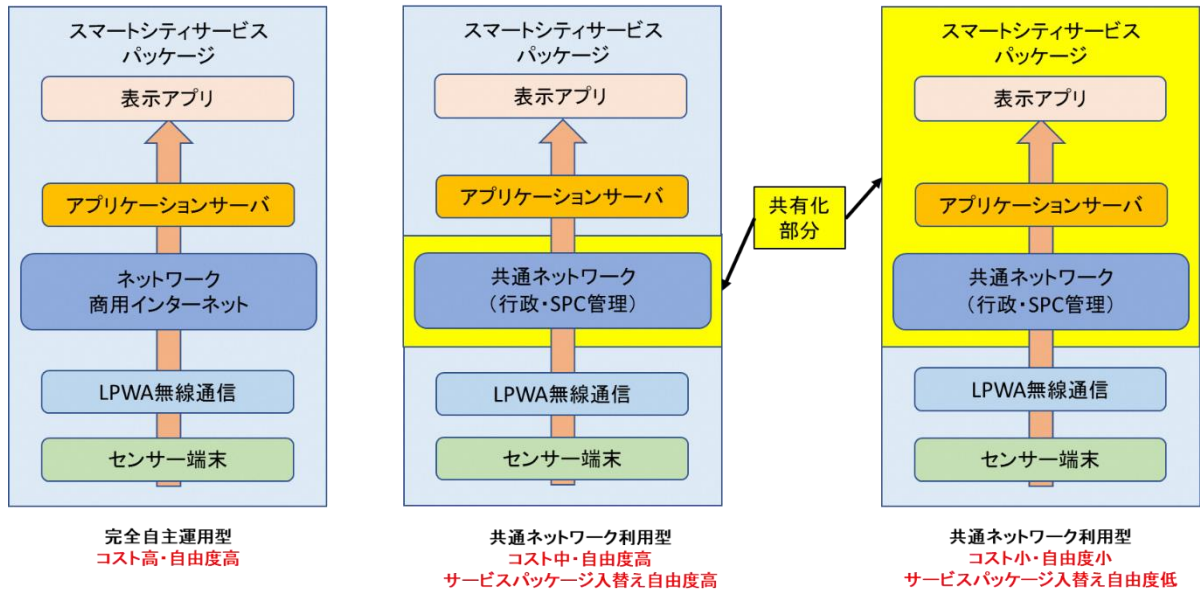 スマートシティサービス
パッケージ
表示アプリ
アプリケーションサーバ
ネットワーク
商用インターネット
LPWA無線通信
センサー端末
完全自主運用型
コスト高・自由度高
スマートシティサービス
パッケージ
表示アプリ
アプリケーションサーバ
共通ネットワーク
（行政・SPC管理）
LPWA無線通信
センサー端末
共通ネットワーク利用型
コスト中・自由度高
サービスパッケージ入替え自由度高
共有化
部分
スマートシティサービス
パッケージ
表示アプリ
アプリケーションサーバ
共通ネットワーク
（行政・SPC管理）
LPWA無線通信
センサー端末
共通ネットワーク利用型
コスト小・自由度小
サービスパッケージ入替え自由度低